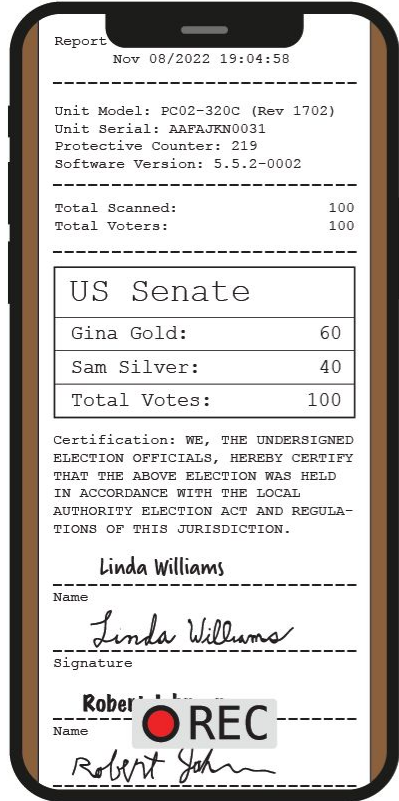 Report
Nov 08/2022 19:04:58
Unit Model: PC02-320C (Rev 1702)
Unit Serial: AAFAJKN0031
Protective Counter: 219
Software Version: 5.5.2-0002
Total Scanned: 100
Total Voters: 100
US Senate
Gina Gold: 60
Sam Silver: 40
Total Votes: 100
Certification: WE, THE UNDERSIGNED
ELECTION OFFICIALS, HEREBY CERTIFY
THAT THE ABOVE ELECTION WAS HELD
IN ACCORDANCE WITH THE LOCAL
AUTHORITY ELECTION ACT AND REGULA-
TIONS OF THIS JURISDICTION.
Linda Williams
Name
Linda Williams
Signature
Robert
REC
Name
Robert